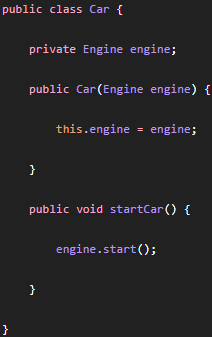 public class Car {
private Engine engine;
public Car(Engine engine) {
this.engine = engine;
}
public void startCar() {
engine.start();
}
}